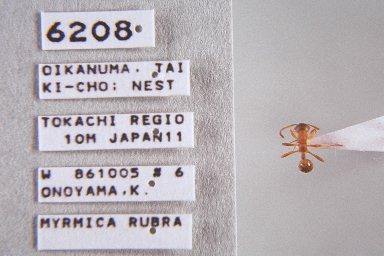 6208
OIKANUMA, TAI
KI-CHO; NEST
TOKACHI REGIO
10M JAPAN11
W 861005 # 6
ONOYAMA,K.
MYRMICA RUBRA